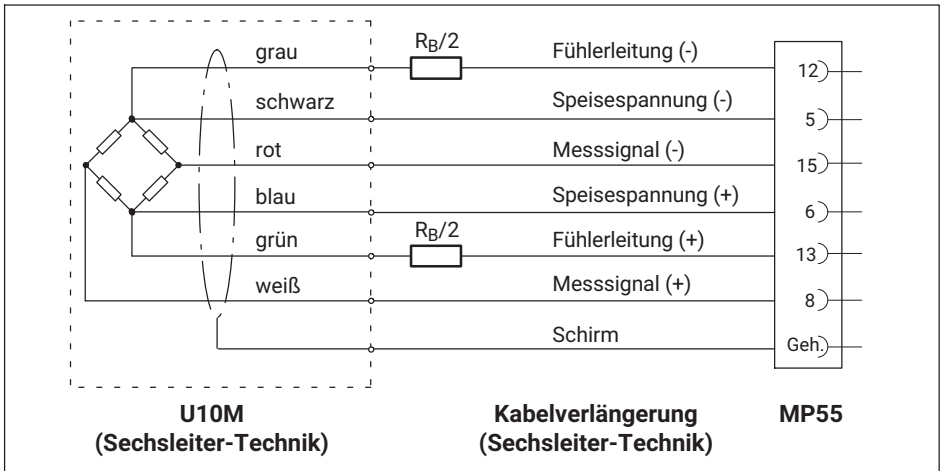 grau R_B/2 Fühlerleitung (-) 12
schwarz Speisespannung (-) 5
rot Messsignal (-) 15
blau Speisespannung (+) 6
grün R_B/2 Fühlerleitung (+) 13
weiß Messsignal (+) 8
Schirm Geh.
U10M Kabelverlängerung MP55
(Sechsleiter-Technik) (Sechsleiter-Technik)